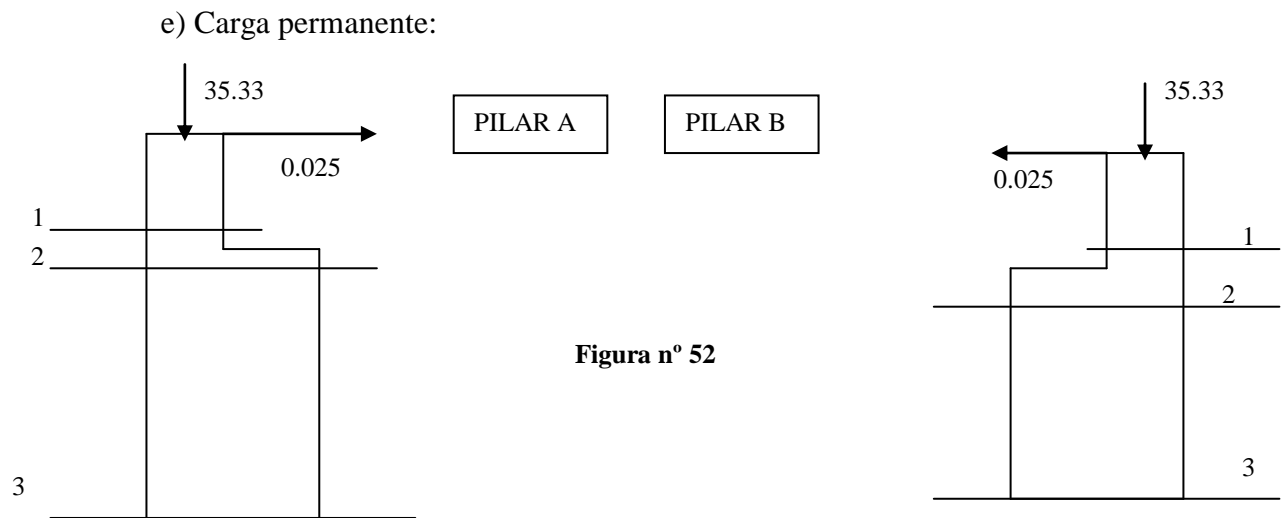 e) Carga permanente:
35.33
0.025
1
2
3
PILAR A
PILAR B
35.33
0.025
1
2
3
Figura nº 52